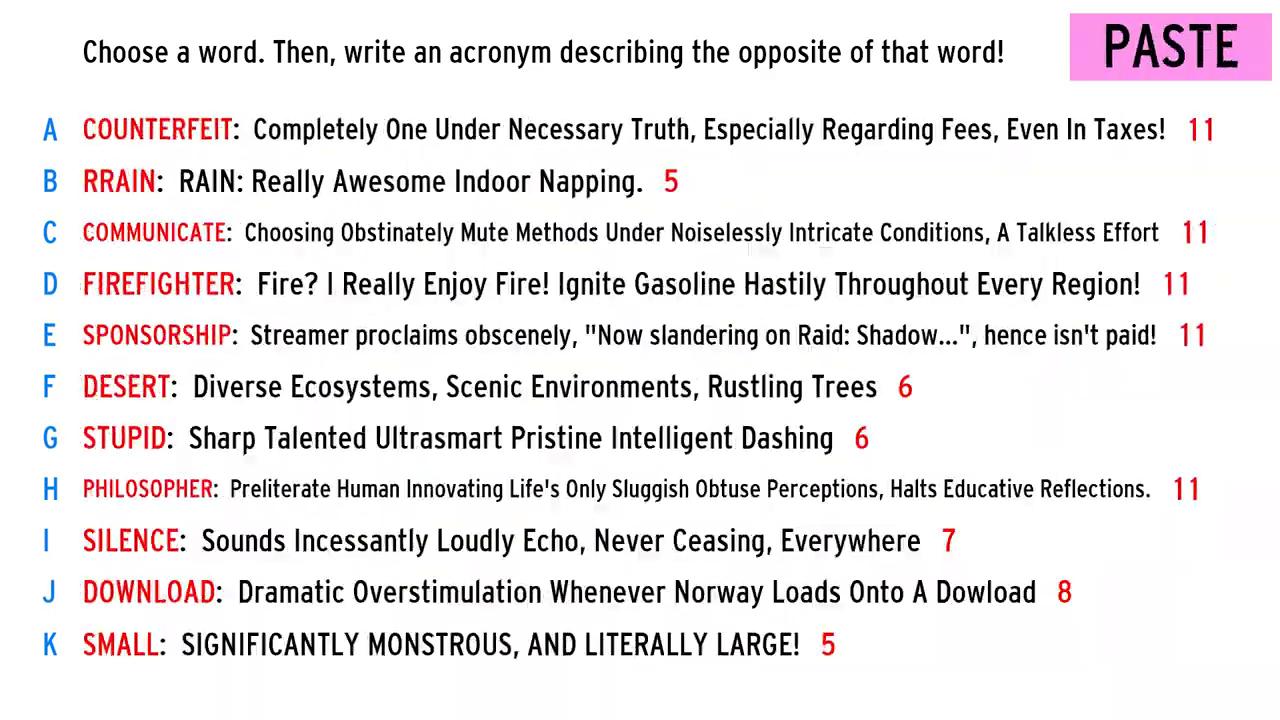 Choose a word. Then, write an acronym describing the opposite of that word!
PASTE
A COUNTERFEIT: Completely One Under Necessary Truth, Especially Regarding Fees, Even In Taxes! 11
B RRAIN: RAIN: Really Awesome Indoor Napping. 5
C COMMUNICATE: Choosing Obstinately Mute Methods Under Noiselessly Intricate Conditions, A Talkless Effort 11
D FIREFIGHTER: Fire? I Really Enjoy Fire! Ignite Gasoline Hastily Throughout Every Region! 11
E SPONSORSHIP: Streamer proclaims obscenely, "Now slandering on Raid: Shadow...", hence isn't paid! 11
F DESERT: Diverse Ecosystems, Scenic Environments, Rustling Trees 6
G STUPID: Sharp Talented Ultrasmart Pristine Intelligent Dashing 6
H PHILOSOPHER: Preliterate Human Innovating Life's Only Sluggish Obtuse Perceptions, Halts Educative Reflections. 11
I SILENCE: Sounds Incessantly Loudly Echo, Never Ceasing, Everywhere 7
J DOWNLOAD: Dramatic Overstimulation Whenever Norway Loads Onto A Dowload 8
K SMALL: SIGNIFICANTLY MONSTROUS, AND LITERALLY LARGE! 5